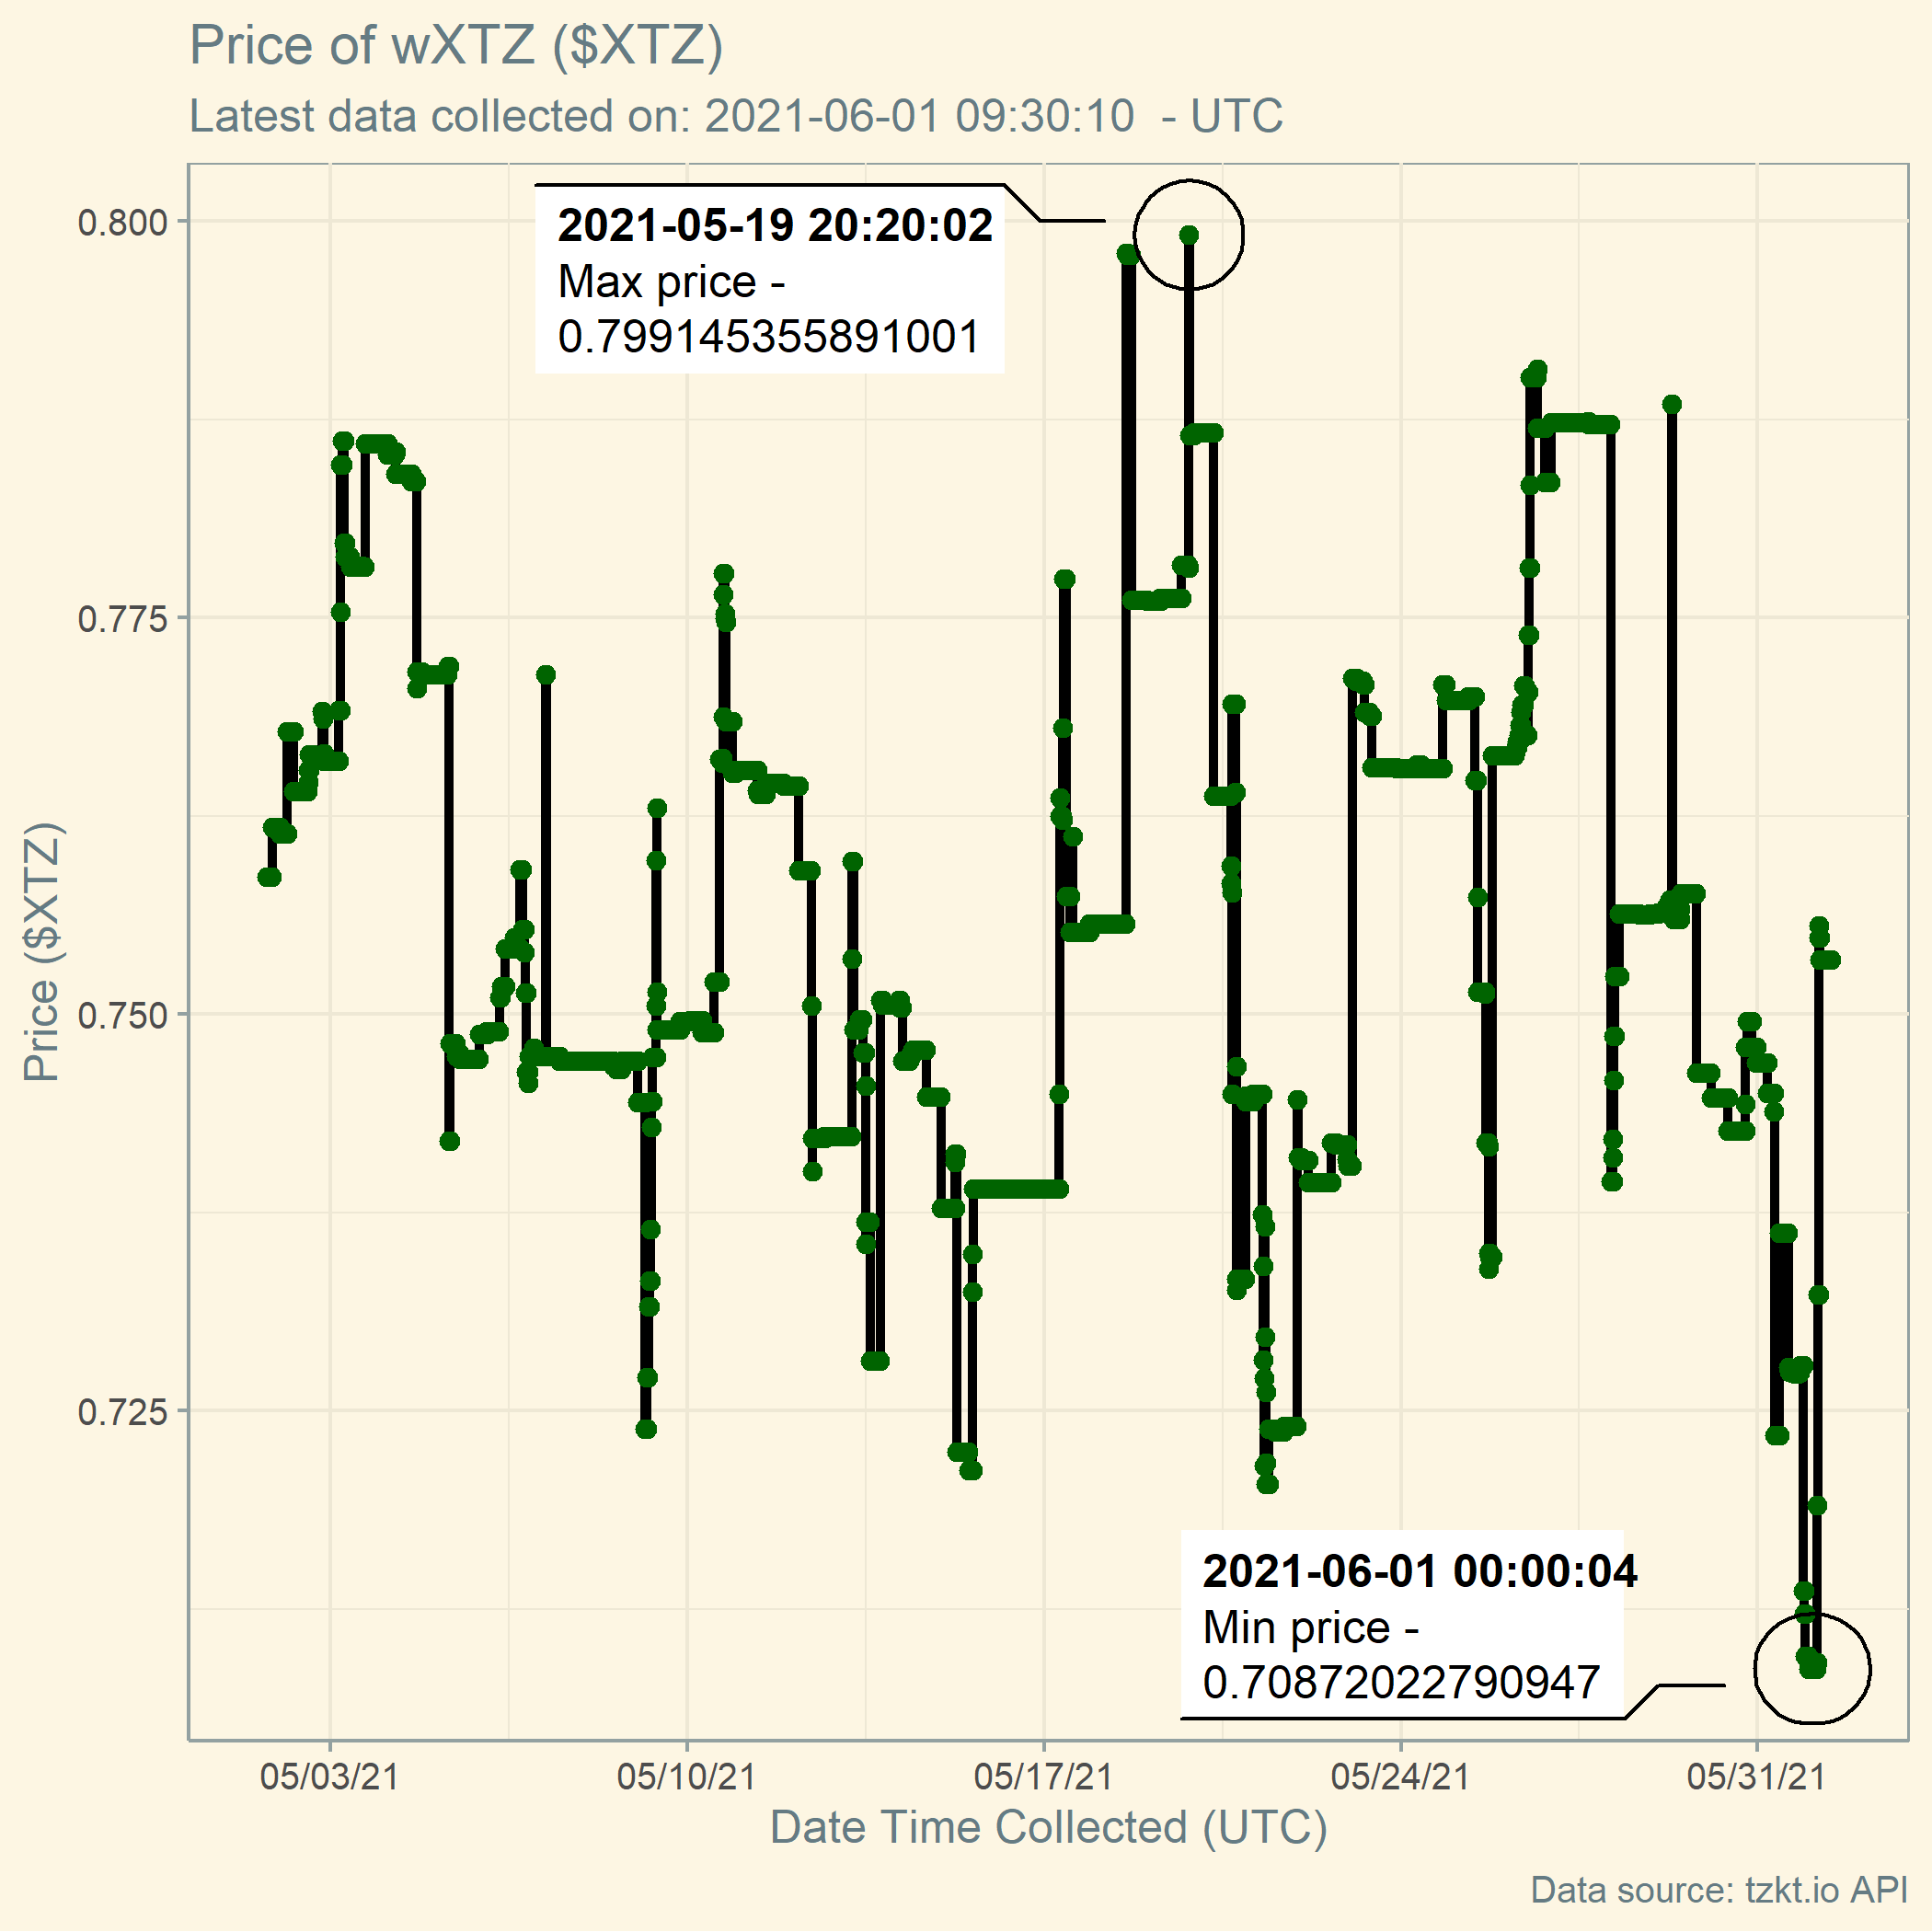 Price of wXTZ ($XTZ)
Latest data collected on: 2021-06-01 09:30:10  - UTC
2021-05-19 20:20:02
Max price -
0.799145355891001
0.800
0.775
0.750
0.725
Price ($XTZ)
2021-06-01 00:00:04
Min price -
0.70872022790947
05/03/21
05/10/21
05/17/21
05/24/21
05/31/21
Date Time Collected (UTC)
Data source: tzkt.io API